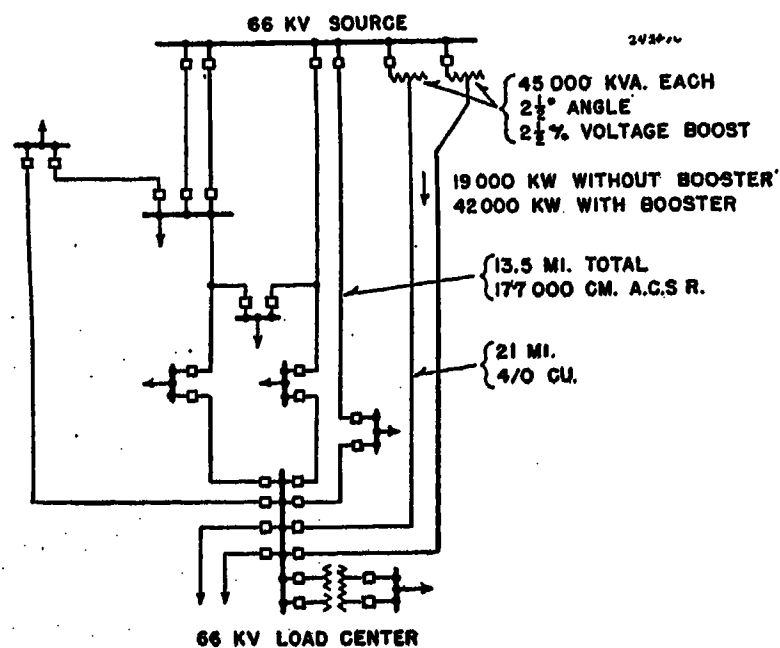 66 KV SOURCE
45 000 KVA. EACH
2½° ANGLE
2½% VOLTAGE BOOST
19 000 KW WITHOUT BOOSTER
42 000 KW WITH BOOSTER
13.5 MI. TOTAL
177 000 CM. A.C.S R.
21 MI.
4/0 CU.
66 KV LOAD CENTER